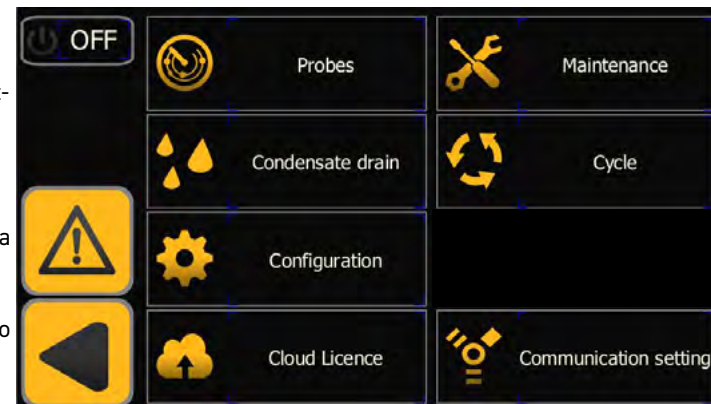 OFF
Probes
Maintenance
-
Condensate drain
Cycle
a
Configuration
o
Cloud Licence
Communication setting